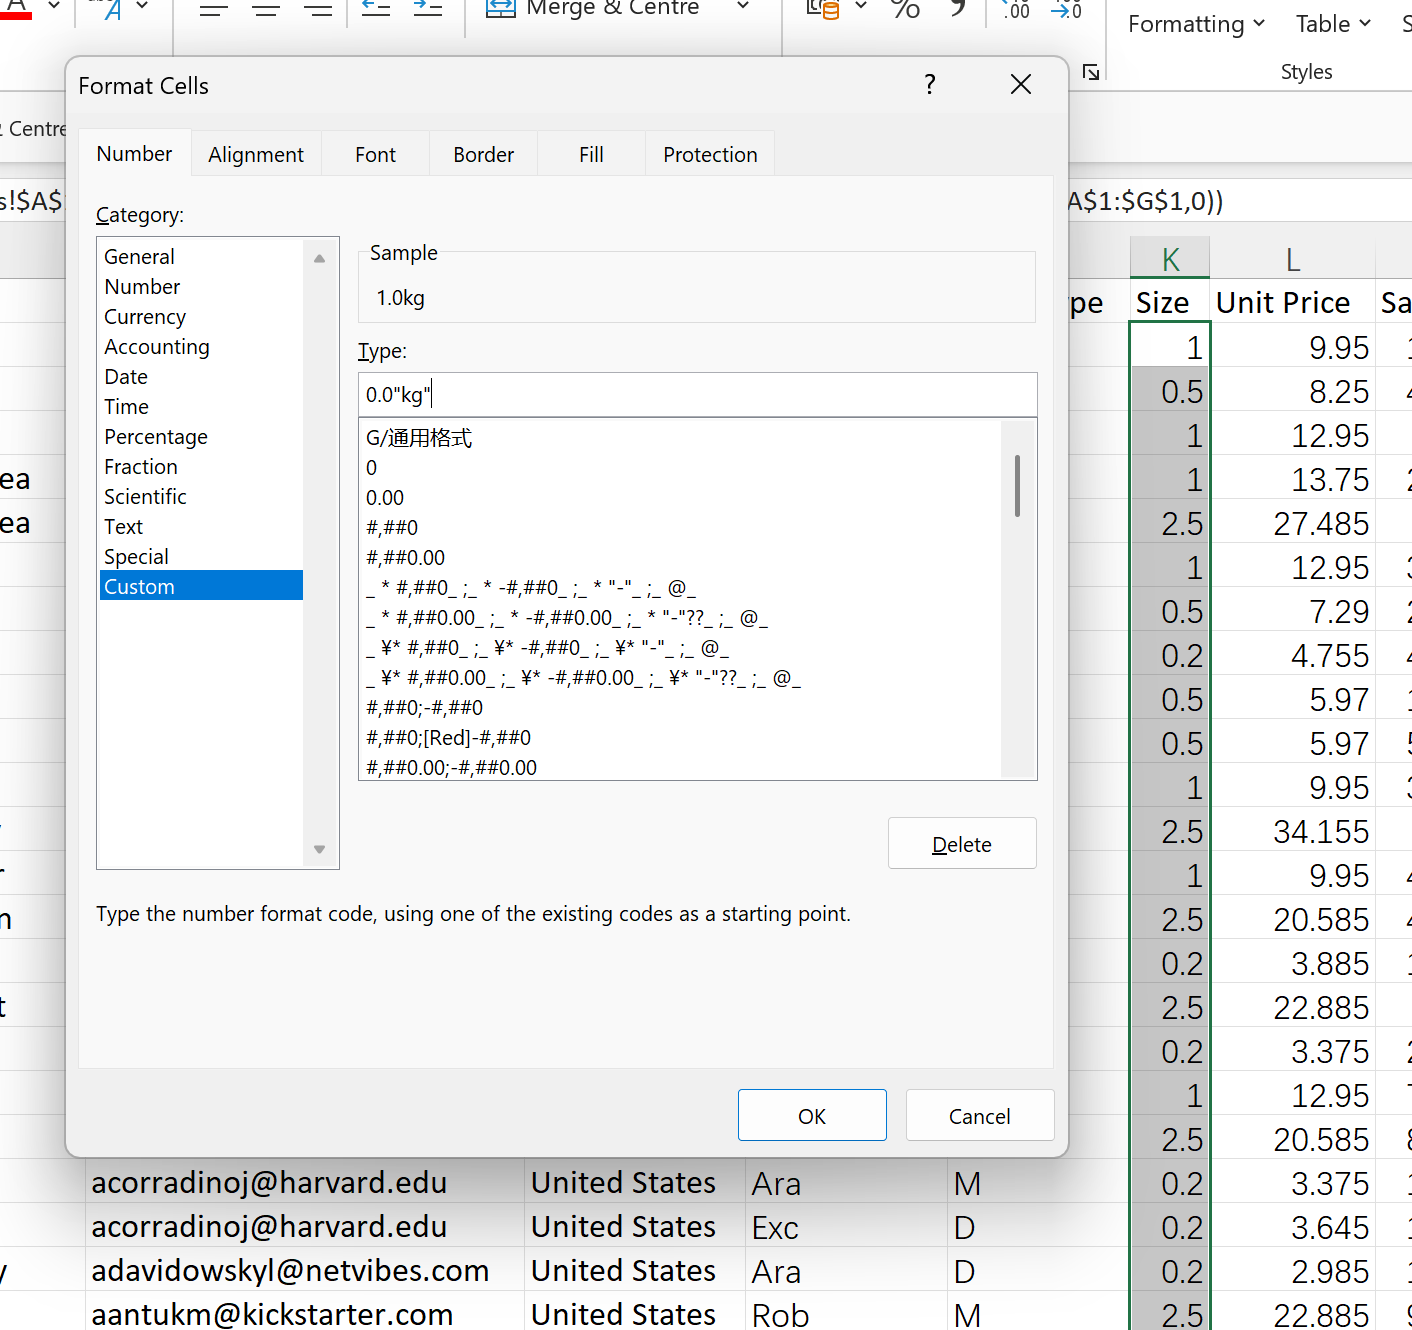 Merge & Centre
%
.00
Formatting
Table
Styles
Format Cells
?
Centre
Number
Alignment
Font
Border
Fill
Protection
s!$A$
A$1:$G$1,0))
Category:
General
Number
Currency
Accounting
Date
Time
Percentage
Fraction
Scientific
Text
Special
Custom
Sample
1.0kg
Type:
0.0"kg"
G/通用格式
0
0.00
#,##0
#,##0.00
_ * #,##0_ ;_ * -#,##0_ ;_ * "-"_ ;_ @_
_ * #,##0.00_ ;_ * -#,##0.00_ ;_ * "-"??_ ;_ @_
_ ¥* #,##0_ ;_ ¥* -#,##0_ ;_ ¥* "-"_ ;_ @_
_ ¥* #,##0.00_ ;_ ¥* -#,##0.00_ ;_ ¥* "-"??_ ;_ @_
#,##0;-#,##0
#,##0;[Red]-#,##0
#,##0.00;-#,##0.00
Delete
Type the number format code, using one of the existing codes as a starting point.
OK
Cancel
K L
pe Size Unit Price Sa
1 9.95
0.5 8.25
1 12.95
ea 1 13.75
ea 2.5 27.485
1 12.95
0.5 7.29
0.2 4.755
0.5 5.97
0.5 5.97
1 9.95
2.5 34.155
1 9.95
n 2.5 20.585
0.2 3.885
t 2.5 22.885
0.2 3.375
1 12.95
2.5 20.585
acorradinoj@harvard.edu United States Ara M 0.2 3.375
acorradinoj@harvard.edu United States Exc D 0.2 3.645
y adavidowskyl@netvibes.com United States Ara D 0.2 2.985
aantukm@kickstarter.com United States Rob M 2.5 22.885